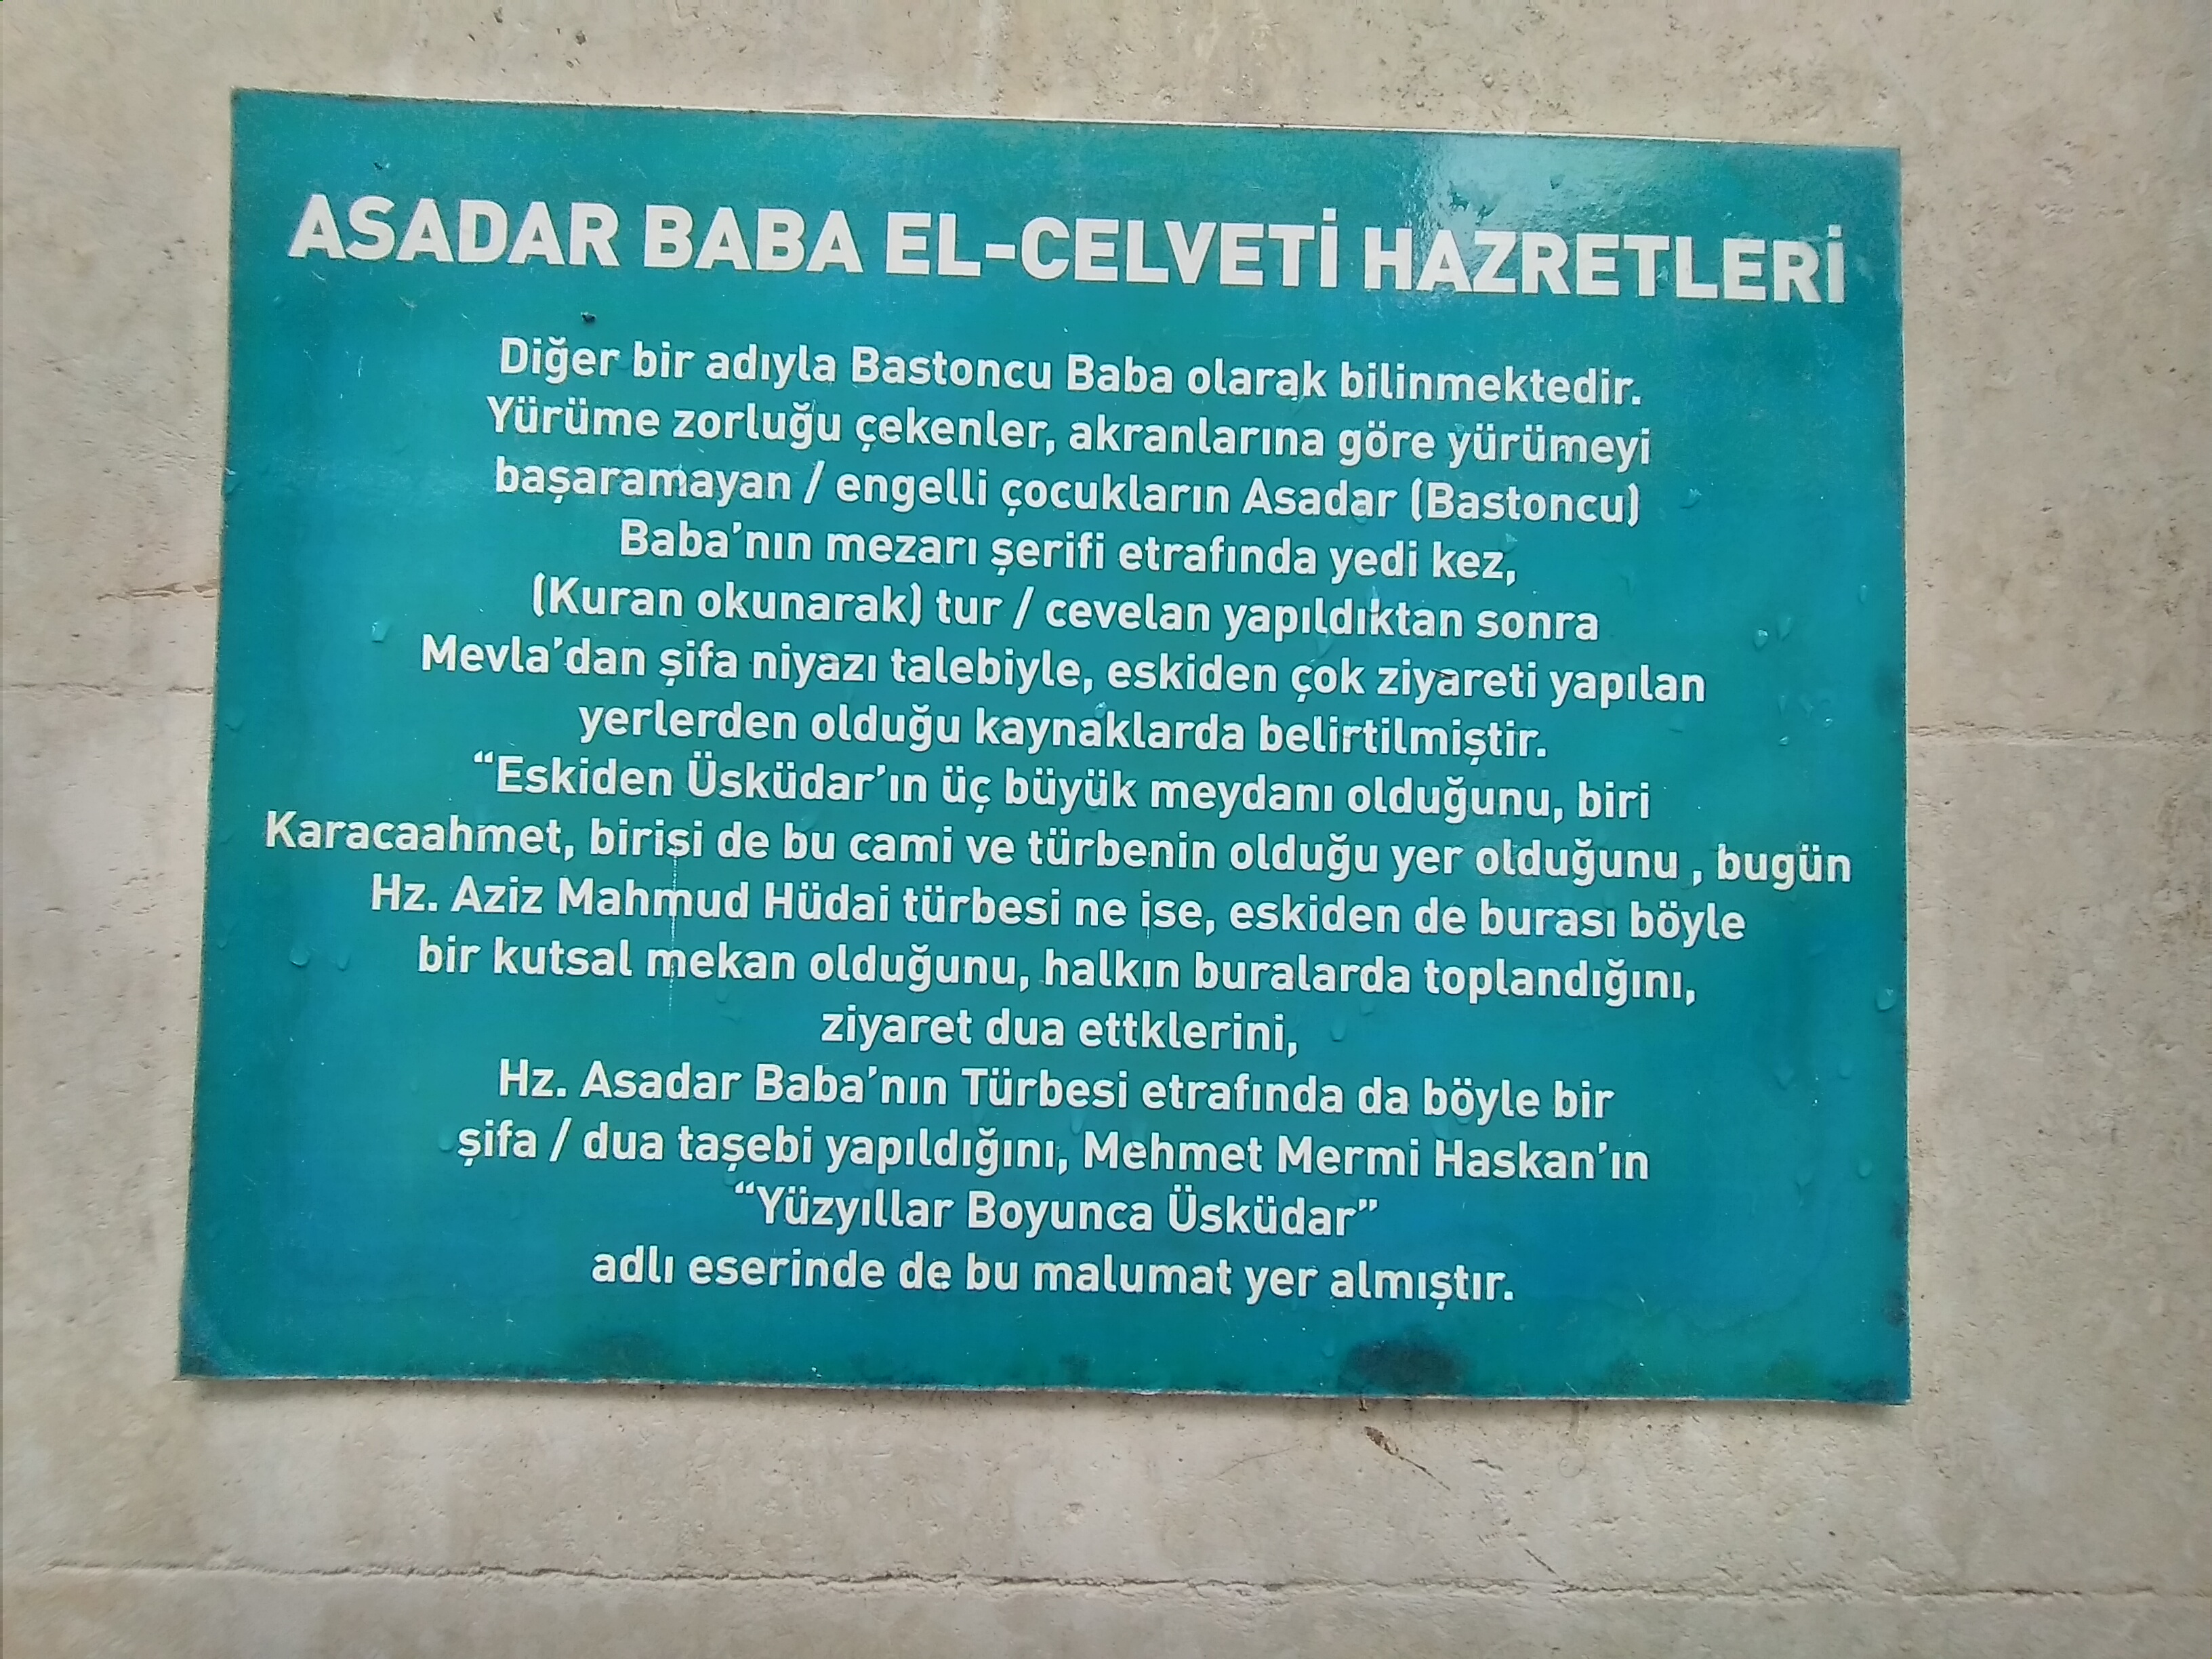 ASADAR BABA EL-CELVETİ HAZRETLERİ
Diğer bir adıyla Bastoncu Baba olarak bilinmektedir.
Yürüme zorluğu çekenler, akranlarına göre yürümeyi
başaramayan / engelli çocukların Asadar (Bastoncu)
Baba'nın mezarı şerifi etrafında yedi kez,
(Kuran okunarak) tur / cevelan yapıldıktan sonra
Mevla'dan şifa niyazı talebiyle, eskiden çok ziyareti yapılan
yerlerden olduğu kaynaklarda belirtilmiştir.
“Eskiden Üsküdar'ın üç büyük meydanı olduğunu, biri
Karacaahmet, birisi de bu cami ve türbenin olduğu yer olduğunu , bugün
Hz. Aziz Mahmud Hüdai türbesi ne ise, eskiden de burası böyle
bir kutsal mekan olduğunu, halkın buralarda toplandığını,
ziyaret dua ettklerini,
Hz. Asadar Baba'nın Türbesi etrafında da böyle bir
şifa / dua taşebi yapıldığını, Mehmet Mermi Haskan'ın
“Yüzyıllar Boyunca Üsküdar”
adlı eserinde de bu malumat yer almıştır.